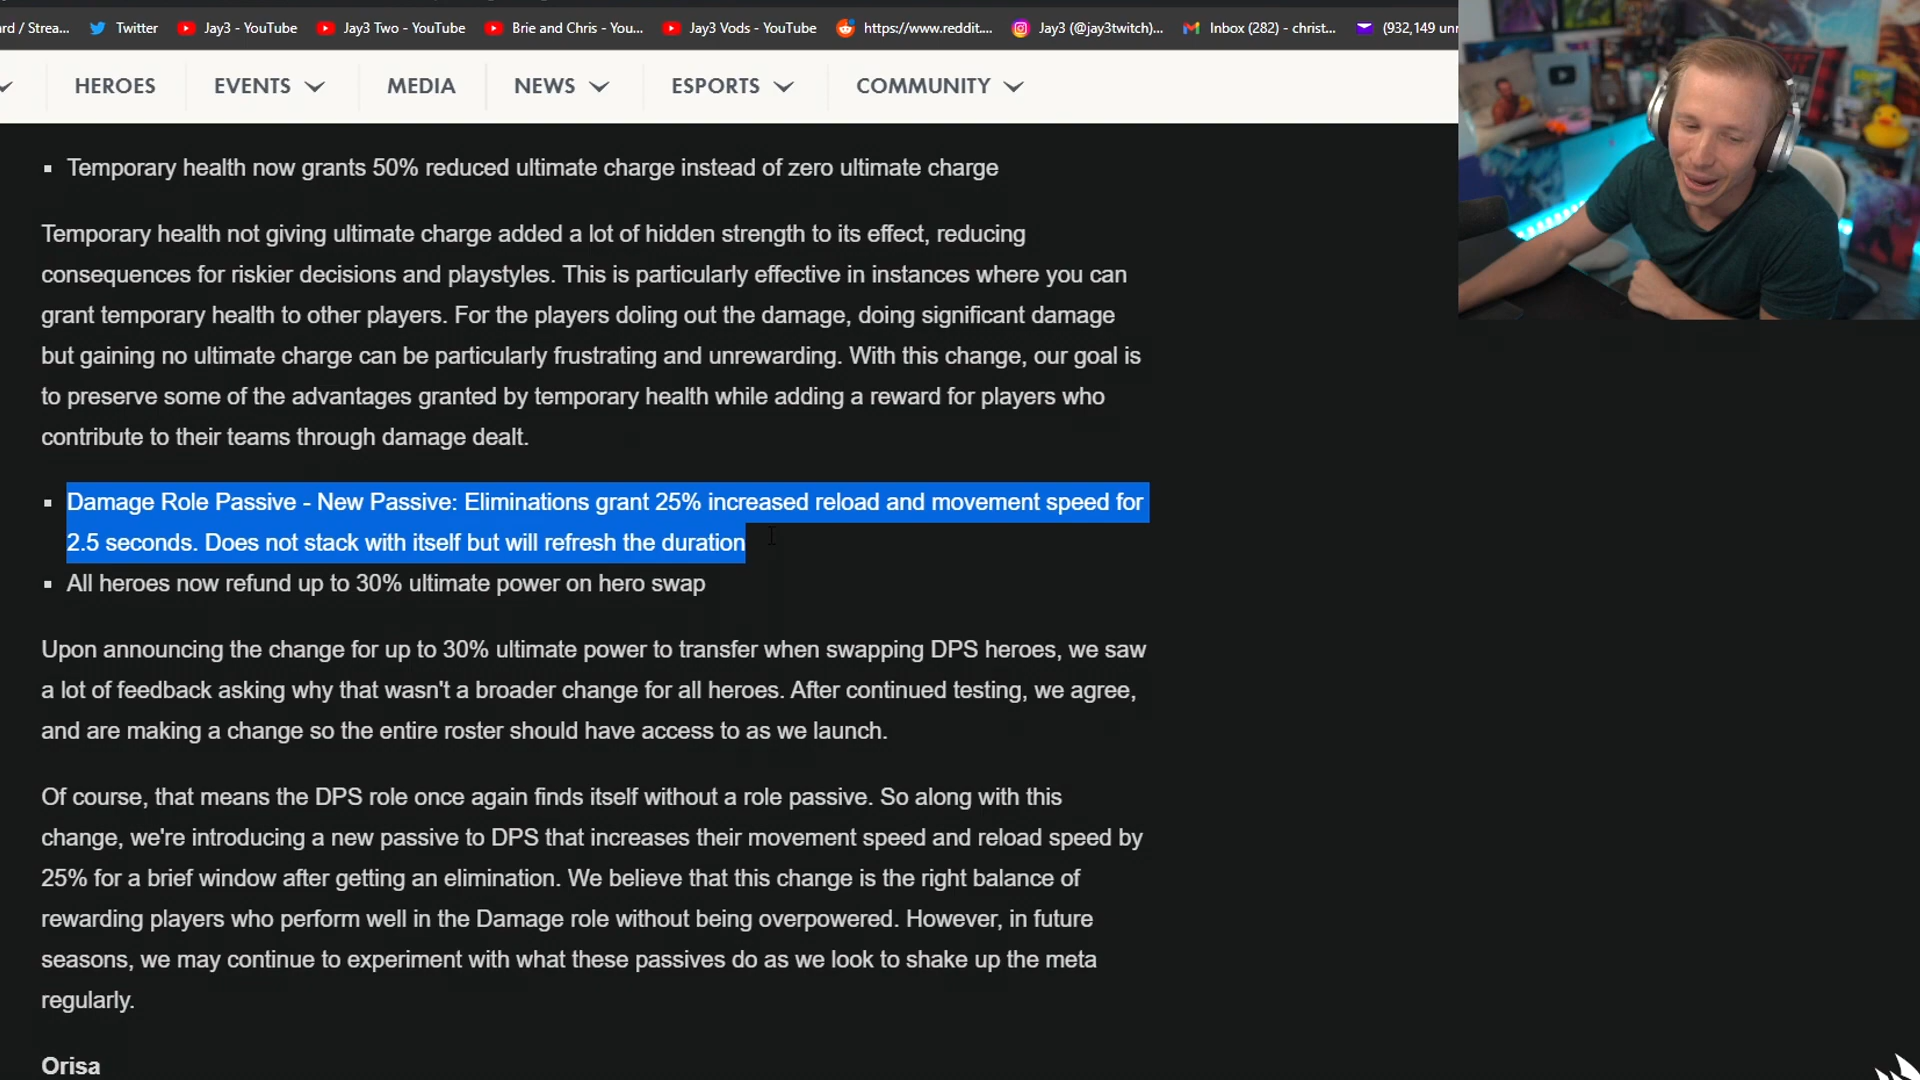 rd / Strea...
Twitter
Jay3 - YouTube
Jay3 Two - YouTube
Brie and Chris - You...
Jay3 Vods - YouTube
https://www.reddit....
Jay3 (@jay3twitch)...
Inbox (282) - christ...
(932,149 unr
HEROES
EVENTS
MEDIA
NEWS
ESPORTS
COMMUNITY
Temporary health now grants 50% reduced ultimate charge instead of zero ultimate charge
Temporary health not giving ultimate charge added a lot of hidden strength to its effect, reducing
consequences for riskier decisions and playstyles. This is particularly effective in instances where you can
grant temporary health to other players. For the players doling out the damage, doing significant damage
but gaining no ultimate charge can be particularly frustrating and unrewarding. With this change, our goal is
to preserve some of the advantages granted by temporary health while adding a reward for players who
contribute to their teams through damage dealt.
Damage Role Passive - New Passive: Eliminations grant 25% increased reload and movement speed for
2.5 seconds. Does not stack with itself but will refresh the duration
All heroes now refund up to 30% ultimate power on hero swap
Upon announcing the change for up to 30% ultimate power to transfer when swapping DPS heroes, we saw
a lot of feedback asking why that wasn't a broader change for all heroes. After continued testing, we agree,
and are making a change so the entire roster should have access to as we launch.
Of course, that means the DPS role once again finds itself without a role passive. So along with this
change, we're introducing a new passive to DPS that increases their movement speed and reload speed by
25% for a brief window after getting an elimination. We believe that this change is the right balance of
rewarding players who perform well in the Damage role without being overpowered. However, in future
seasons, we may continue to experiment with what these passives do as we look to shake up the meta
regularly.
Orisa